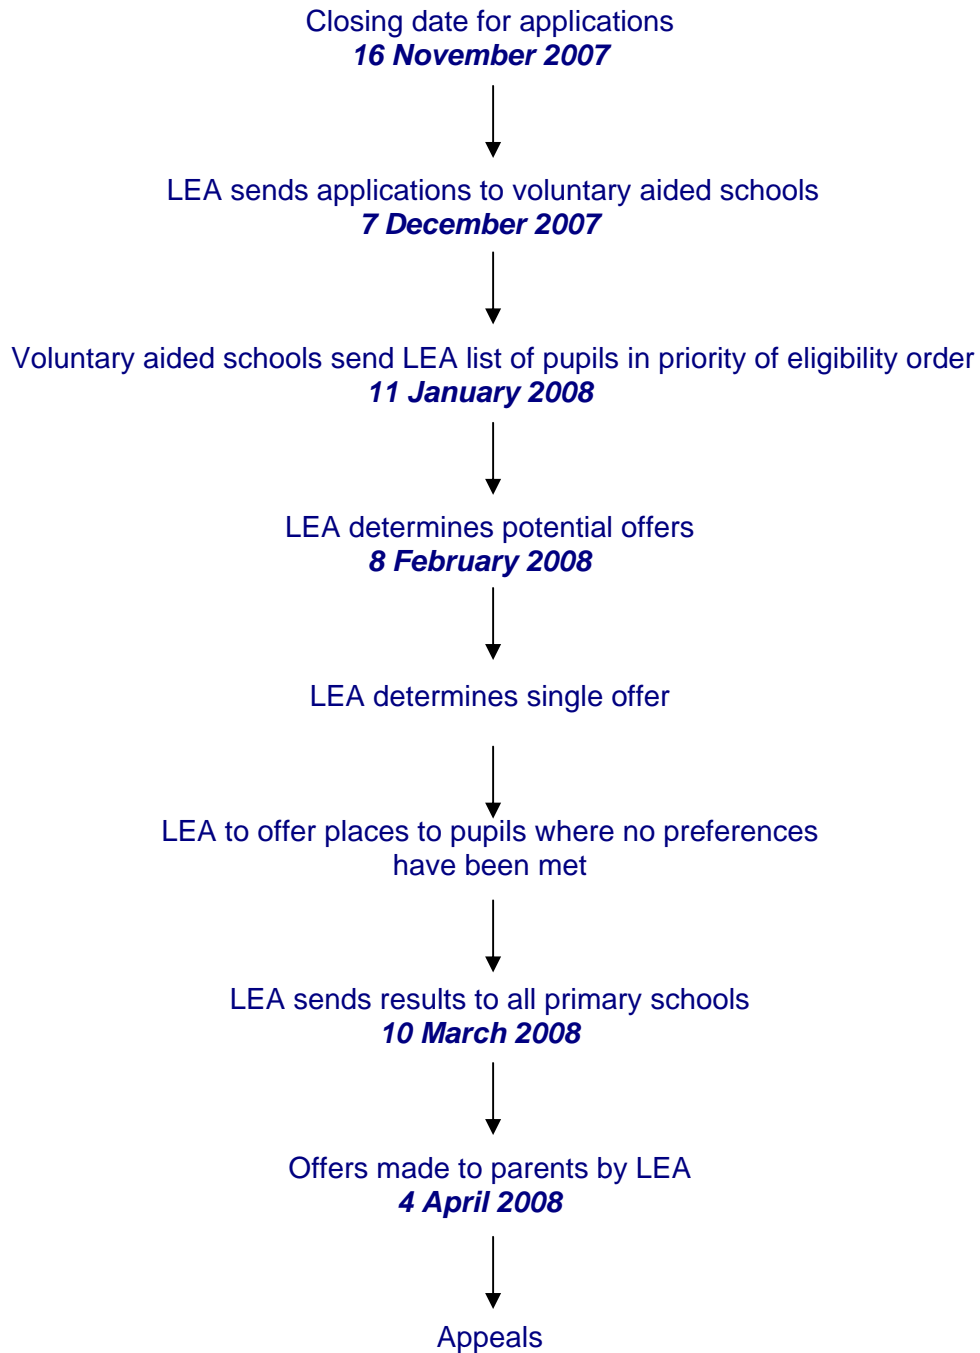 Closing date for applications
16 November 2007
LEA sends applications to voluntary aided schools
7 December 2007
Voluntary aided schools send LEA list of pupils in priority of eligibility order
11 January 2008
LEA determines potential offers
8 February 2008
LEA determines single offer
LEA to offer places to pupils where no preferences
have been met
LEA sends results to all primary schools
10 March 2008
Offers made to parents by LEA
4 April 2008
Appeals